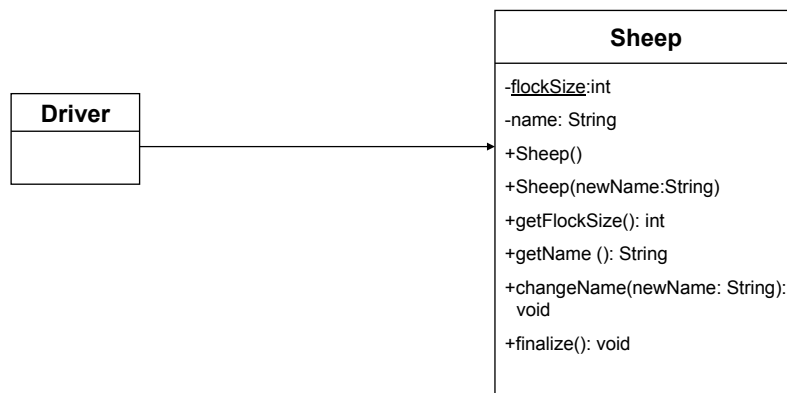 Driver
Sheep
-flockSize:int
-name: String
+Sheep()
+Sheep(newName:String)
+getFlockSize(): int
+getName (): String
+changeName(newName: String):
void
+finalize(): void